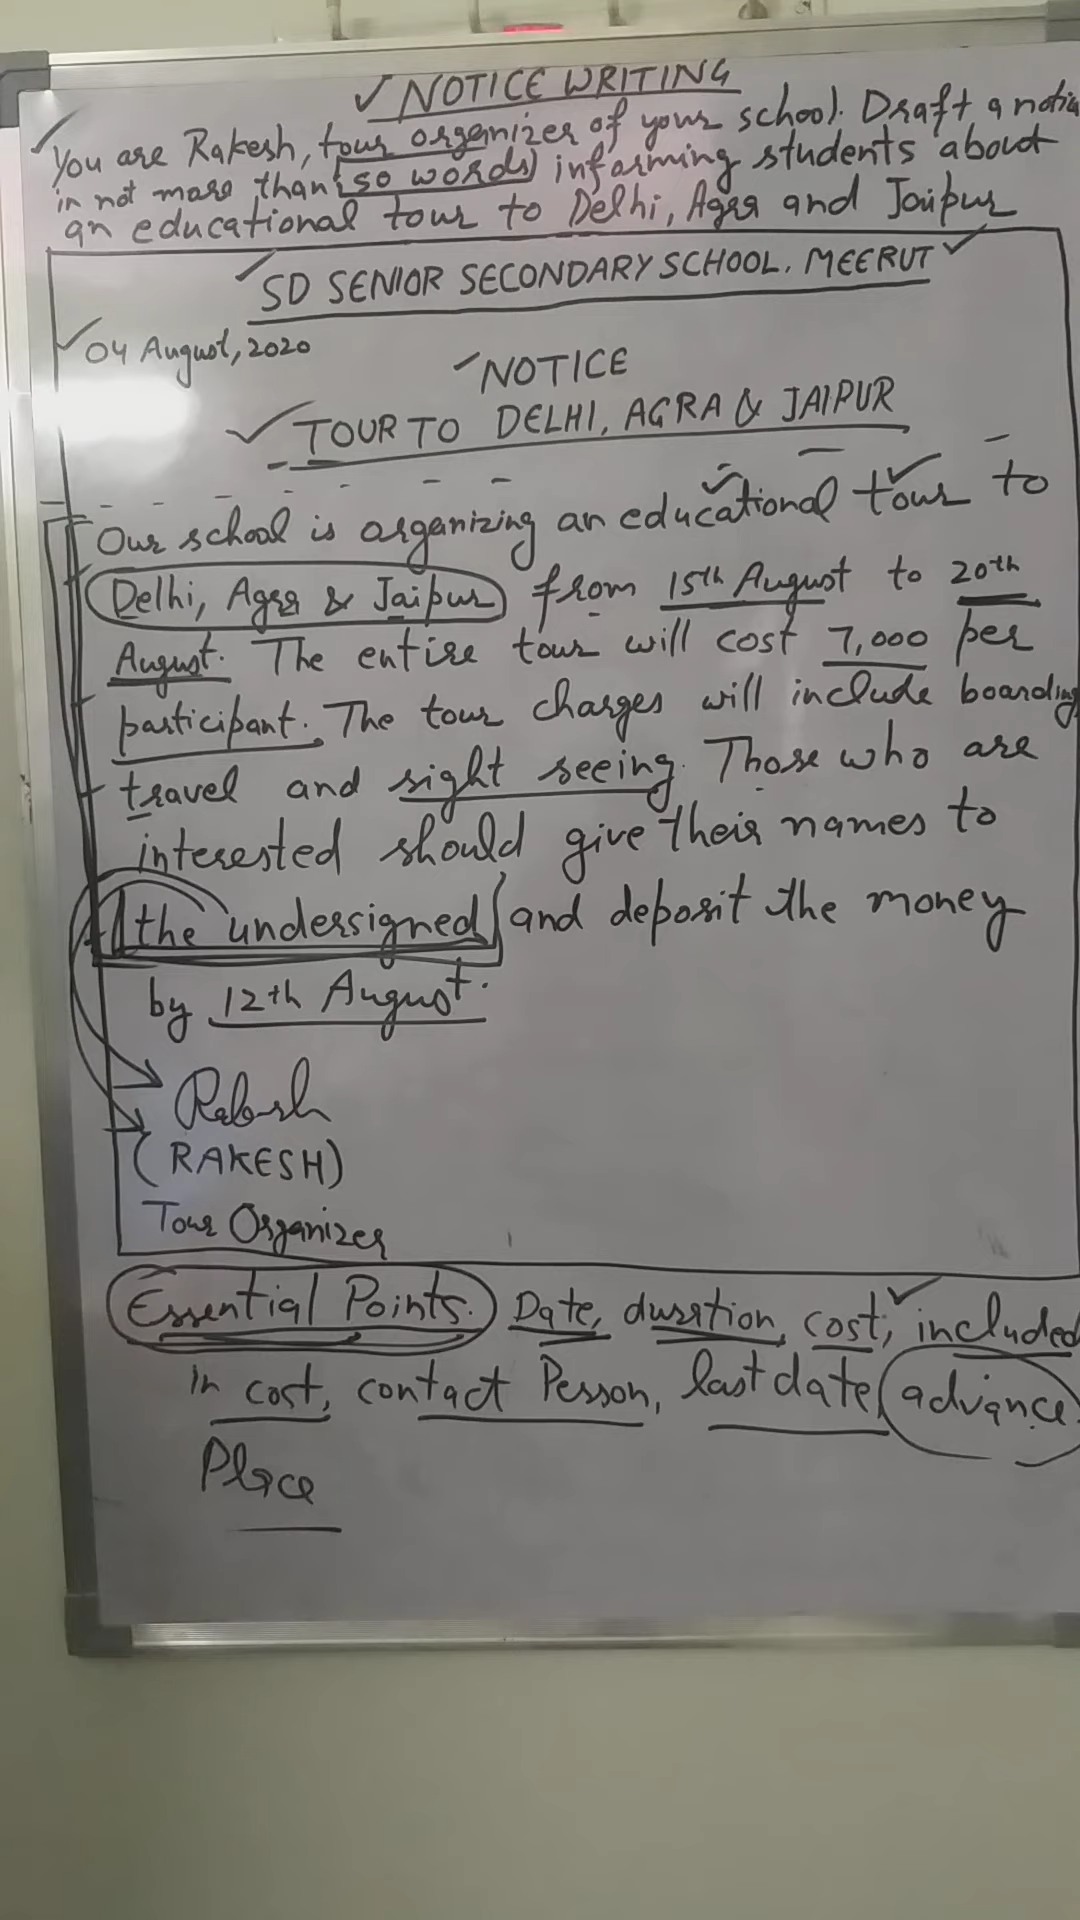 NOTICE WRITING
You are Rakesh, tour organizer of your school. Draft a notice
in not more than 50 words informing students about
an educational tour to Delhi, Agra and Jaipur
SD SENIOR SECONDARY SCHOOL, MEERUT
04 August, 2020
NOTICE
TOUR TO DELHI, AGRA & JAIPUR
Our school is organizing an educational tour to
Delhi, Agra & Jaipur from 15th August to 20th
August. The entire tour will cost 7,000 per
participant. The tour charges will include boarding,
travel and sight seeing. Those who are
interested should give their names to
the undersigned and deposit the money
by 12th August.
Rakesh
(RAKESH)
Tour Organizer
Essential Points. Date, duration, cost, included
in cost, contact Person, last date, advance
Place